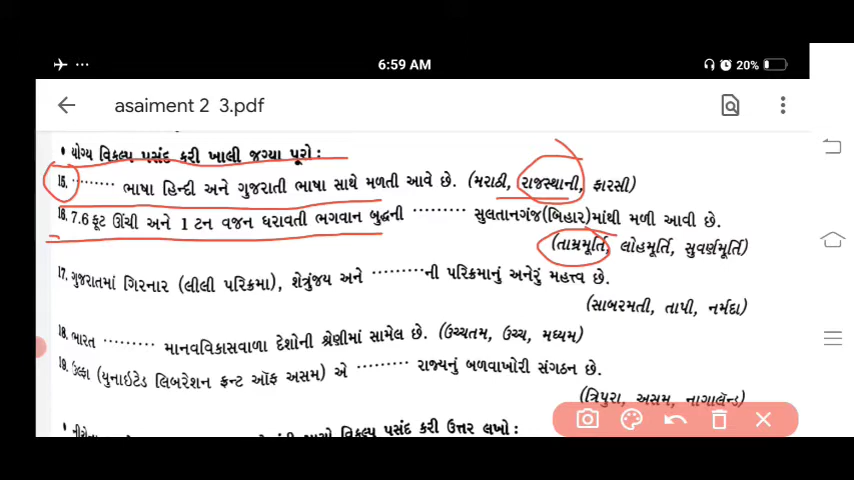 6:59 AM
20%
asaiment 2 3.pdf
• યોગ્ય વિકલ્પ પસંદ કરી ખાલી જગ્યા પૂરો :
15. ········· ભાષા હિન્દી અને ગુજરાતી ભાષા સાથે મળતી આવે છે. (મરાઠી, રાજસ્થાની, ફારસી)
16. 7.6 ફૂટ ઊંચી અને 1 ટન વજન ધરાવતી ભગવાન બુદ્ધની ········· સુલતાનગંજ(બિહાર)માંથી મળી આવી છે.
(તામ્રમૂર્તિ, લોહમૂર્તિ, સુવર્ણમૂર્તિ)
17. ગુજરાતમાં ગિરનાર (લીલી પરિક્રમા), શેત્રુંજય અને ·········ની પરિક્રમાનું અનેરું મહત્ત્વ છે.
(સાબરમતી, તાપી, નર્મદા)
18. ભારત ········· માનવવિકાસવાળા દેશોની શ્રેણીમાં સામેલ છે. (ઉચ્ચતમ, ઉચ્ચ, મધ્યમ)
19. ઉલ્ફા (યુનાઇટેડ લિબરેશન ફ્રન્ટ ઑફ અસમ) એ ········· રાજ્યનું બળવાખોરી સંગઠન છે.
(ત્રિપુરા, અસમ, નાગાલૅન્ડ)
વિકલ્પ પસંદ કરી ઉત્તર લખો :